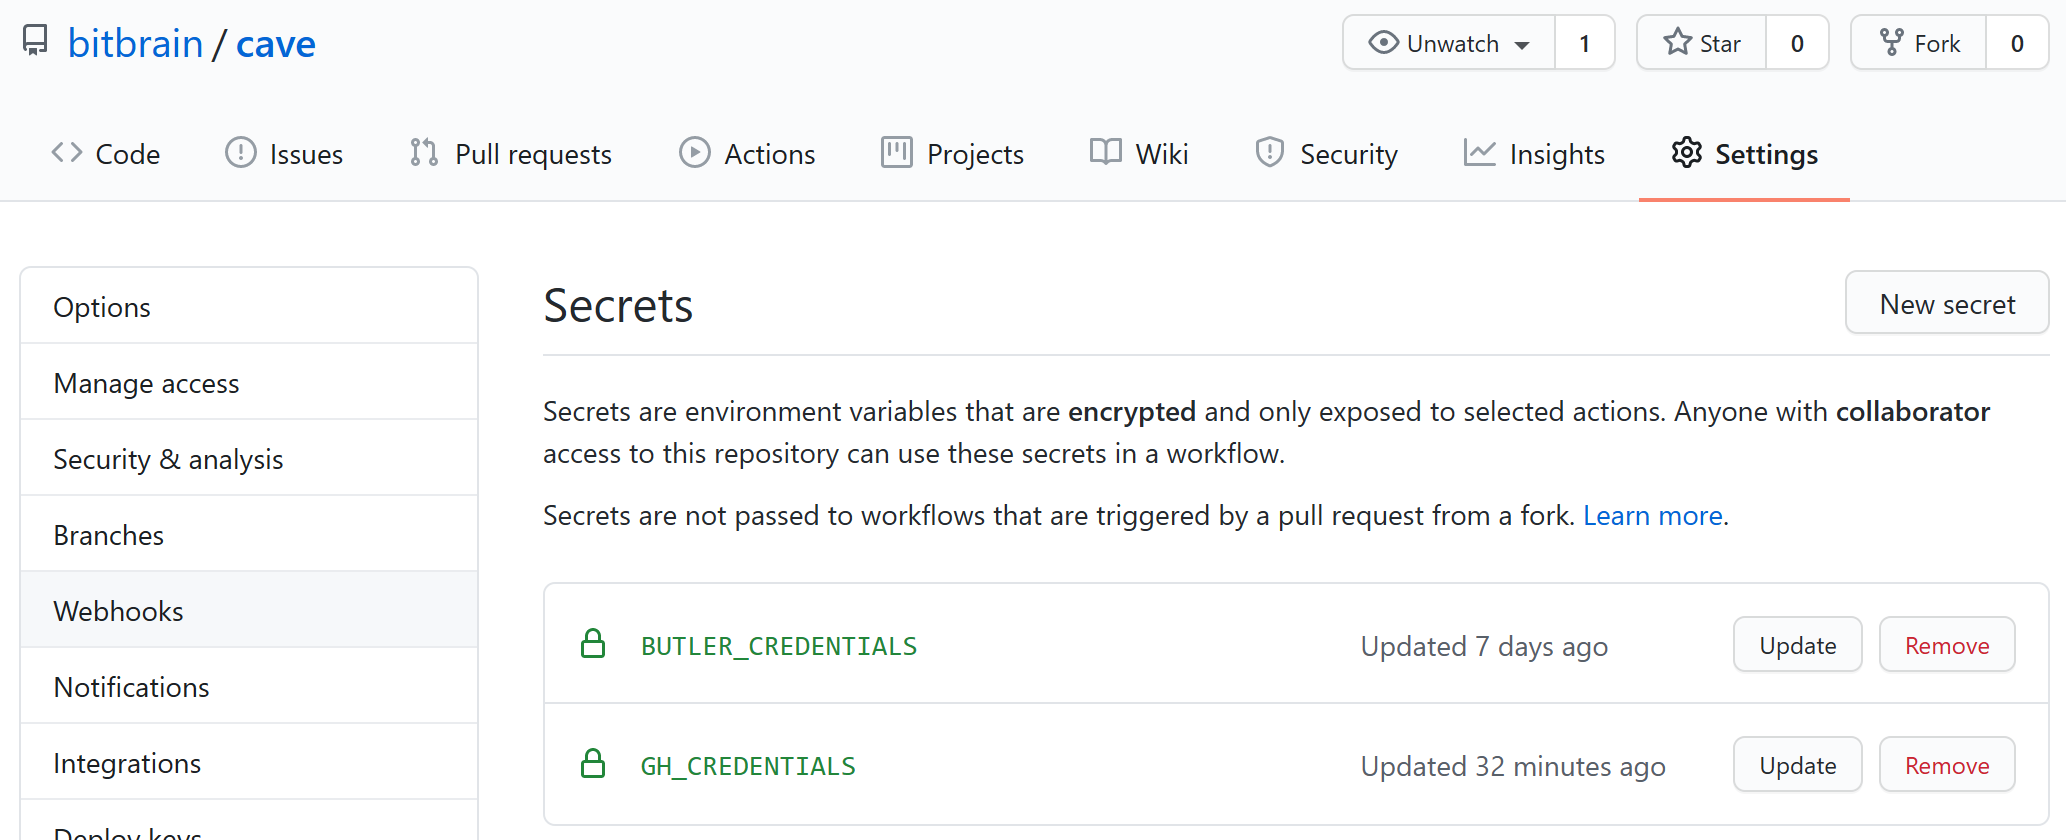 bitbrain / cave
Unwatch 1 Star 0 Fork 0
Code Issues Pull requests Actions Projects Wiki Security Insights Settings
Options
Manage access
Security & analysis
Branches
Webhooks
Notifications
Integrations
Deploy keys
Secrets
New secret
Secrets are environment variables that are encrypted and only exposed to selected actions. Anyone with collaborator
access to this repository can use these secrets in a workflow.
Secrets are not passed to workflows that are triggered by a pull request from a fork. Learn more.
BUTLER_CREDENTIALS Updated 7 days ago Update Remove
GH_CREDENTIALS Updated 32 minutes ago Update Remove